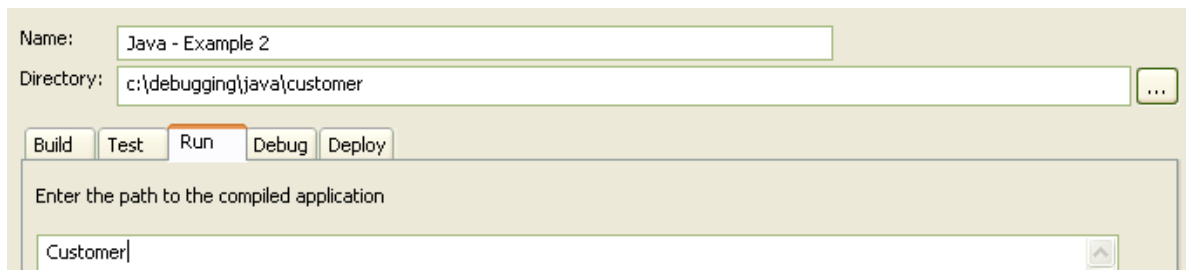 Name: Java - Example 2
Directory: c:\debugging\java\customer ...
Build Test Run Debug Deploy
Enter the path to the compiled application
Customer